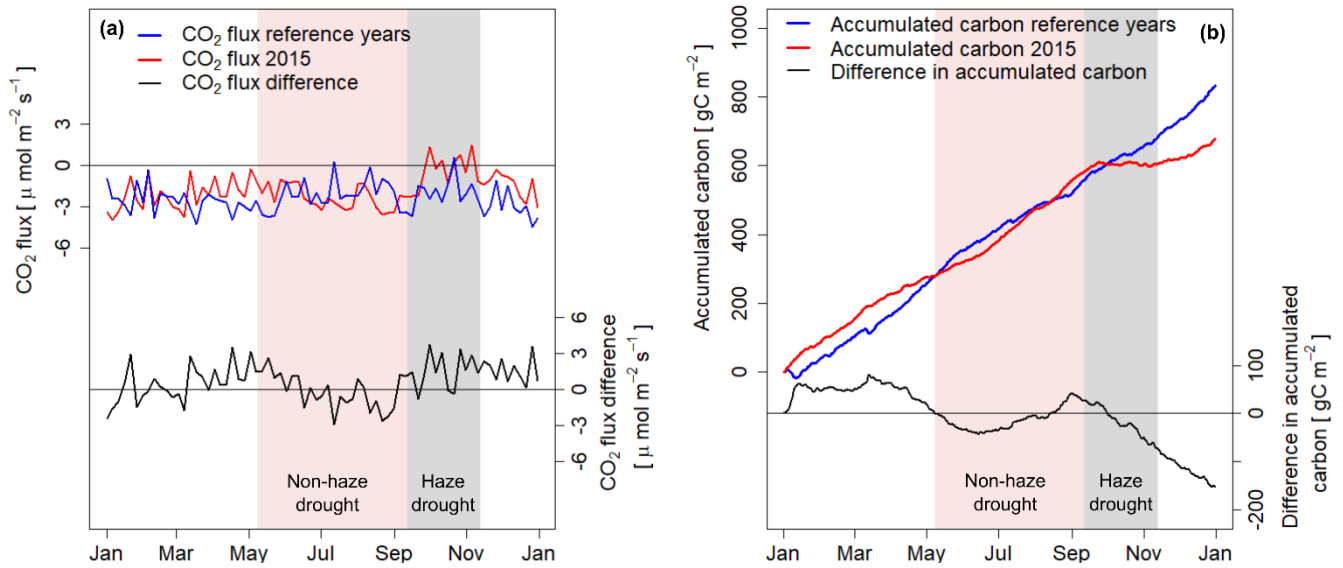 (a)
CO₂ flux reference years
CO₂ flux 2015
CO₂ flux difference
CO₂ flux [ μ mol m⁻² s⁻¹ ]
3
0
-3
-6
6
3
0
-3
-6
CO₂ flux difference
[ μ mol m⁻² s⁻¹ ]
Non-haze
drought
Haze
drought
Jan
Mar
May
Jul
Sep
Nov
Jan
(b)
Accumulated carbon reference years
Accumulated carbon 2015
Difference in accumulated carbon
Accumulated carbon [ gC m⁻² ]
1000
800
600
400
200
0
100
0
-200
Difference in accumulated
carbon [ gC m⁻² ]
Non-haze
drought
Haze
drought
Jan
Mar
May
Jul
Sep
Nov
Jan